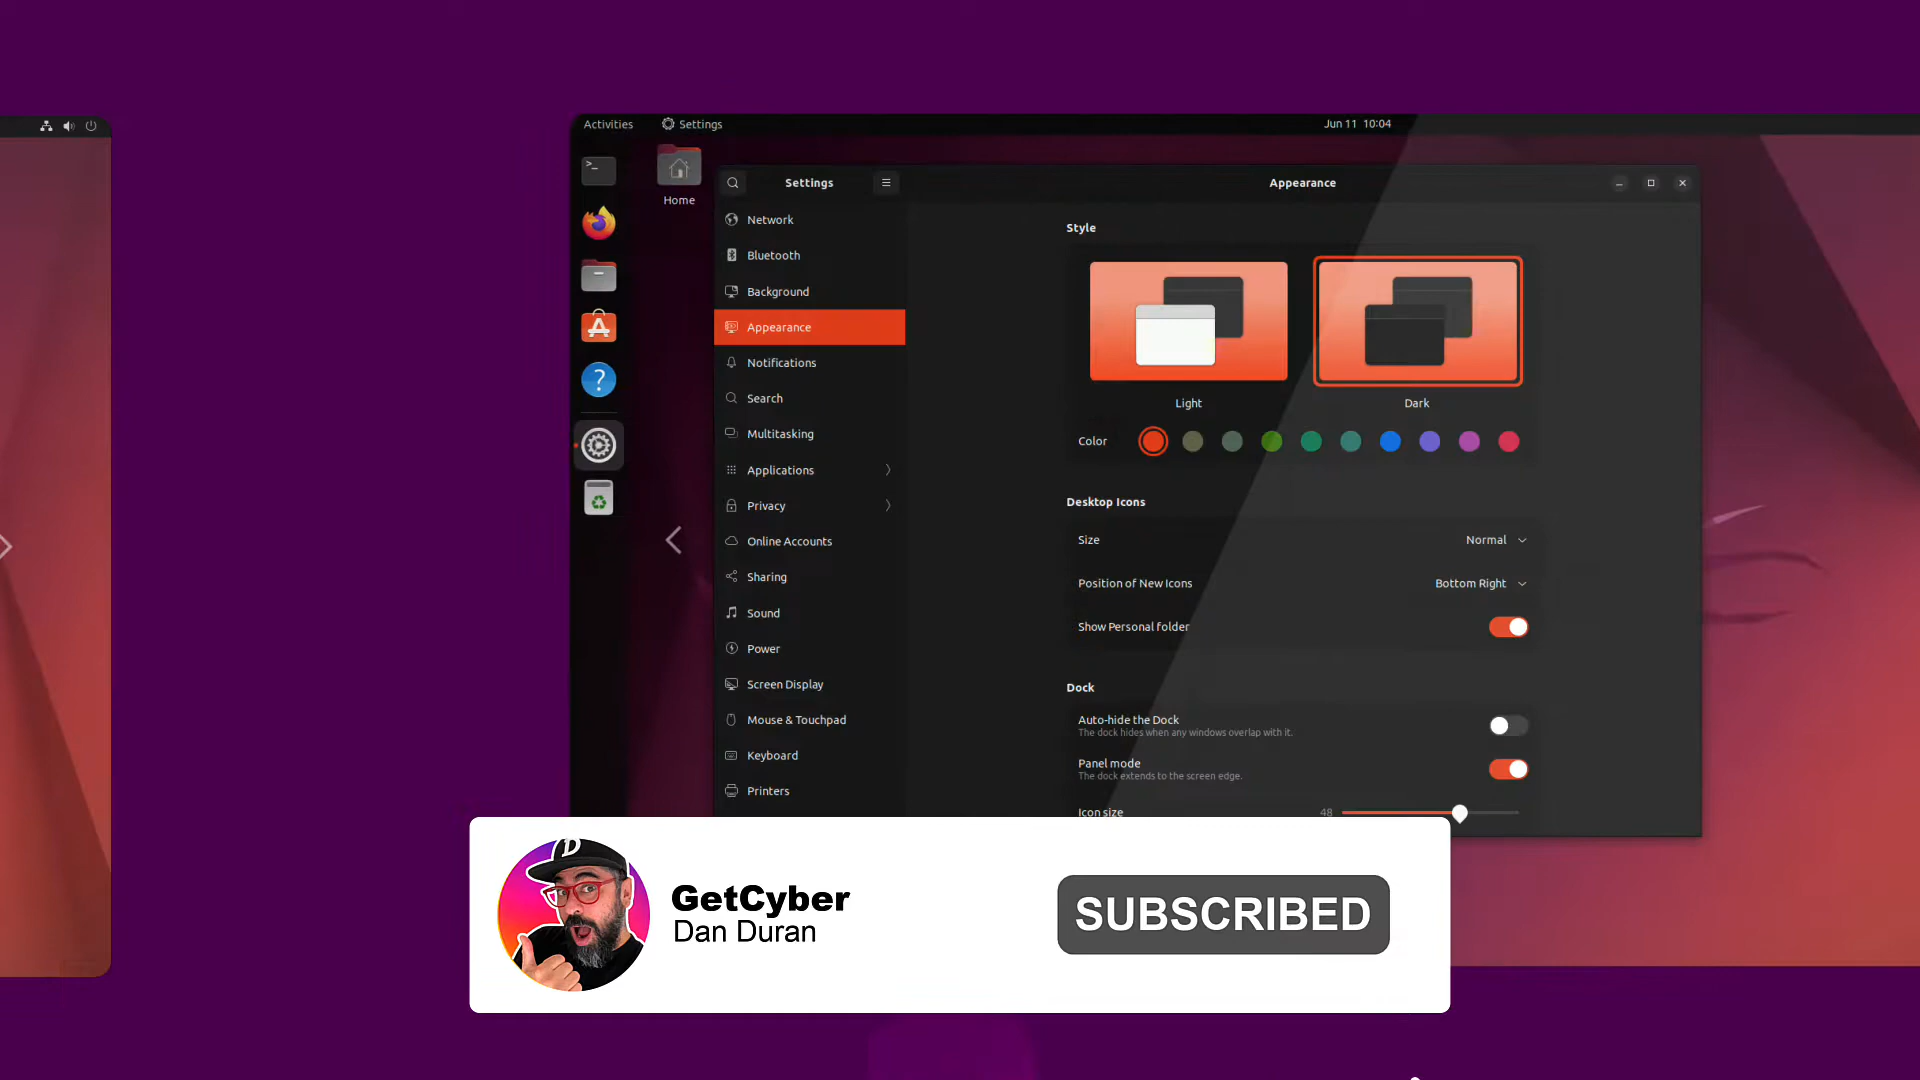 Activities
Settings
Jun 11 10:04
Home
Settings
Appearance
Network
Bluetooth
Background
Appearance
Notifications
Search
Multitasking
Applications
Privacy
Online Accounts
Sharing
Sound
Power
Screen Display
Mouse & Touchpad
Keyboard
Printers
Style
Light
Dark
Color
Desktop Icons
Size
Normal
Position of New Icons
Bottom Right
Show Personal folder
Dock
Auto-hide the Dock
The dock hides when any windows overlap with it.
Panel mode
The dock extends to the screen edge.
Icon size
48
GetCyber
Dan Duran
SUBSCRIBED